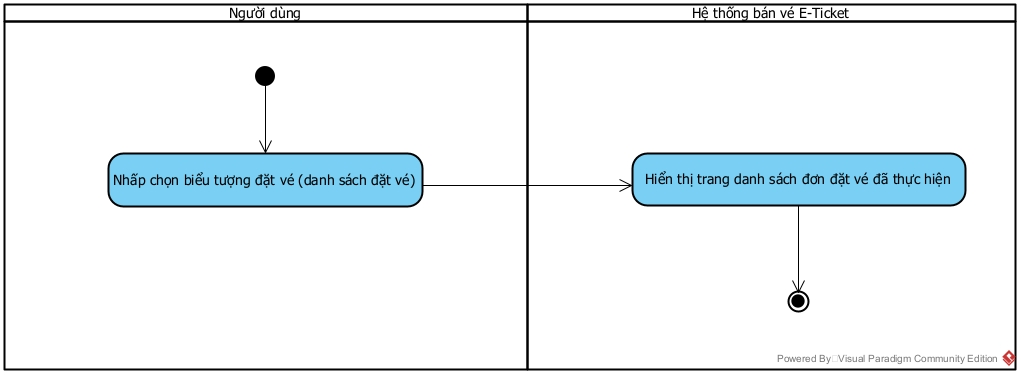 Người dùng
Hệ thống bán vé E-Ticket
Nhấp chọn biểu tượng đặt vé (danh sách đặt vé)
Hiển thị trang danh sách đơn đặt vé đã thực hiện
Powered By Visual Paradigm Community Edition